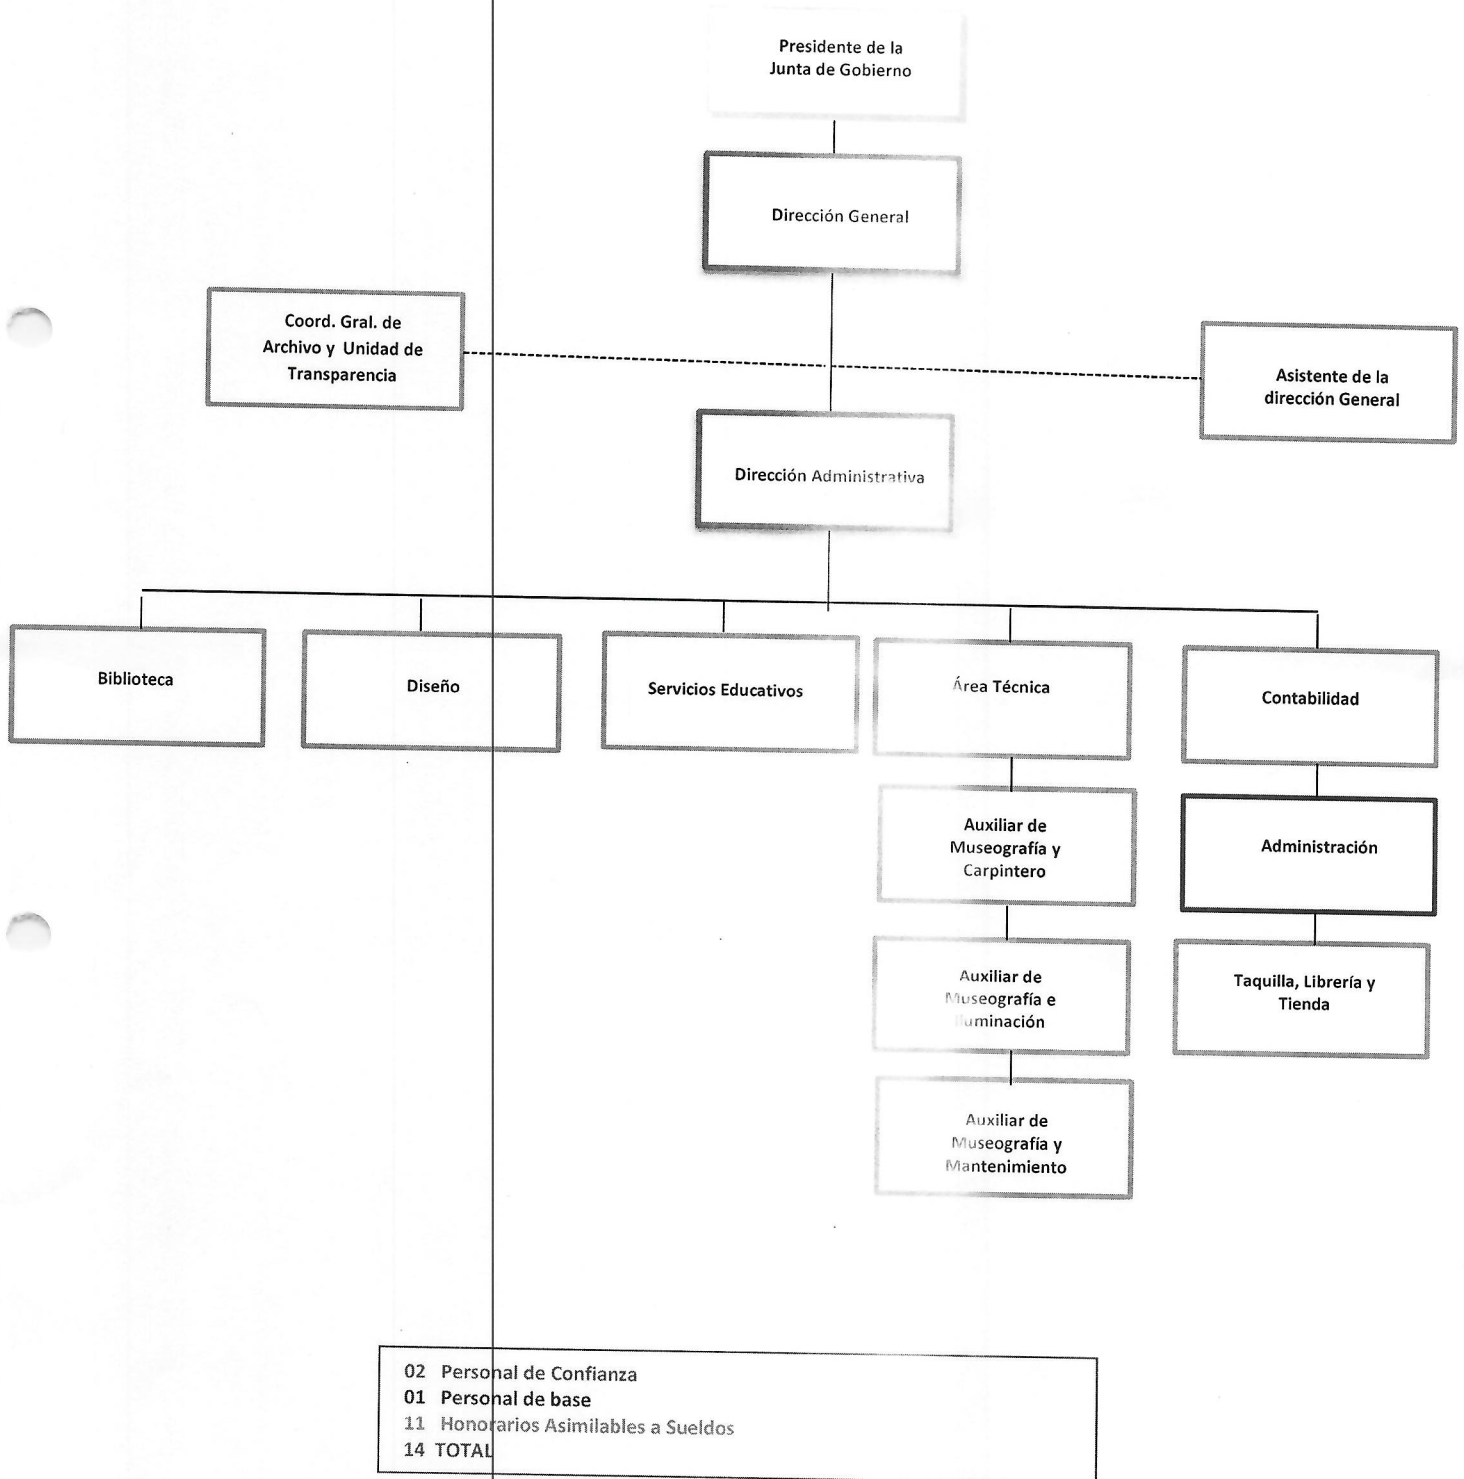 Presidente de la
Junta de Gobierno
Dirección General
Coord. Gral. de
Archivo y Unidad de
Transparencia
Asistente de la
dirección General
Dirección Administrativa
Biblioteca
Diseño
Servicios Educativos
Área Técnica
Contabilidad
Auxiliar de
Museografía y
Carpintero
Administración
Auxiliar de
Museografía e
Iluminación
Taquilla, Librería y
Tienda
Auxiliar de
Museografía y
Mantenimiento
02 Personal de Confianza
01 Personal de base
11 Honorarios Asimilables a Sueldos
14 TOTAL